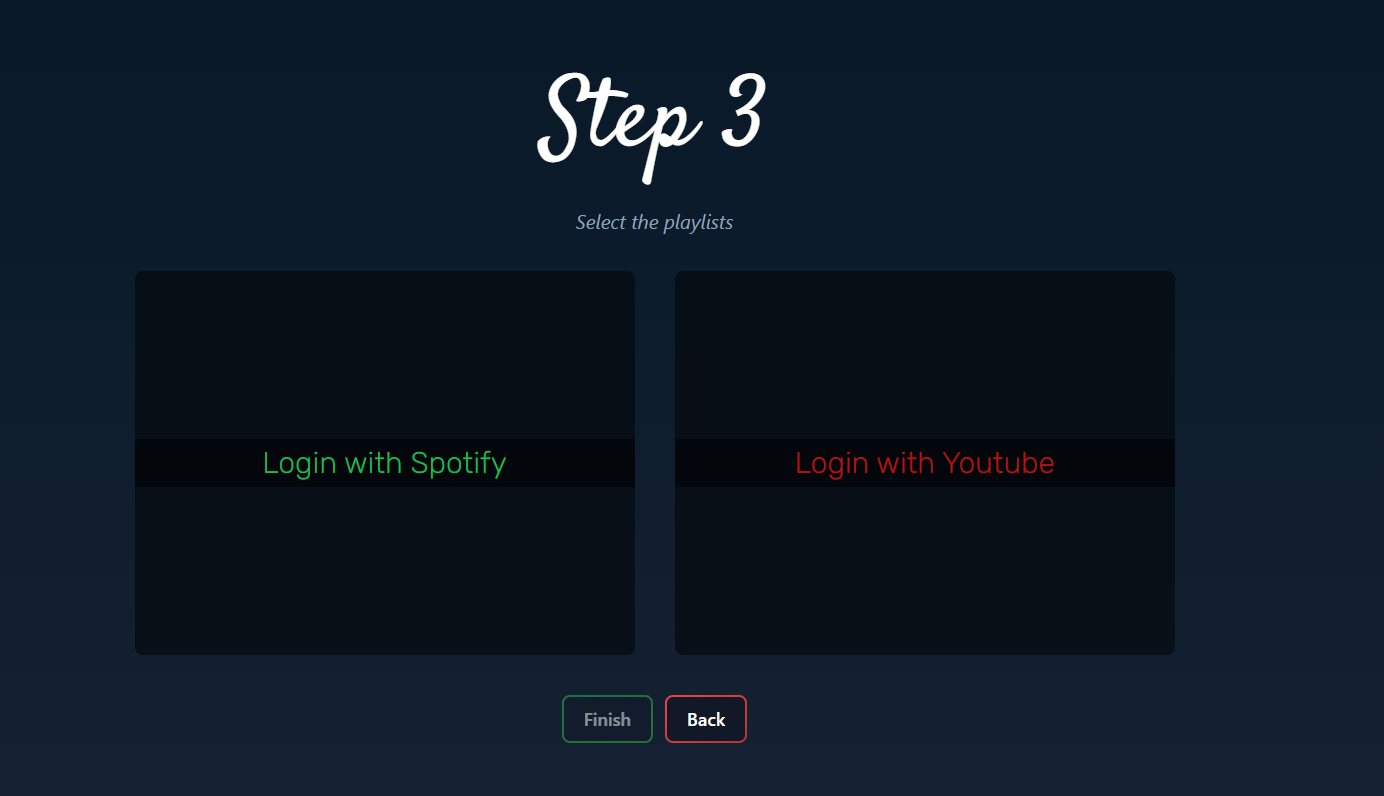 Step 3
Select the playlists
Login with Spotify
Login with Youtube
Finish
Back